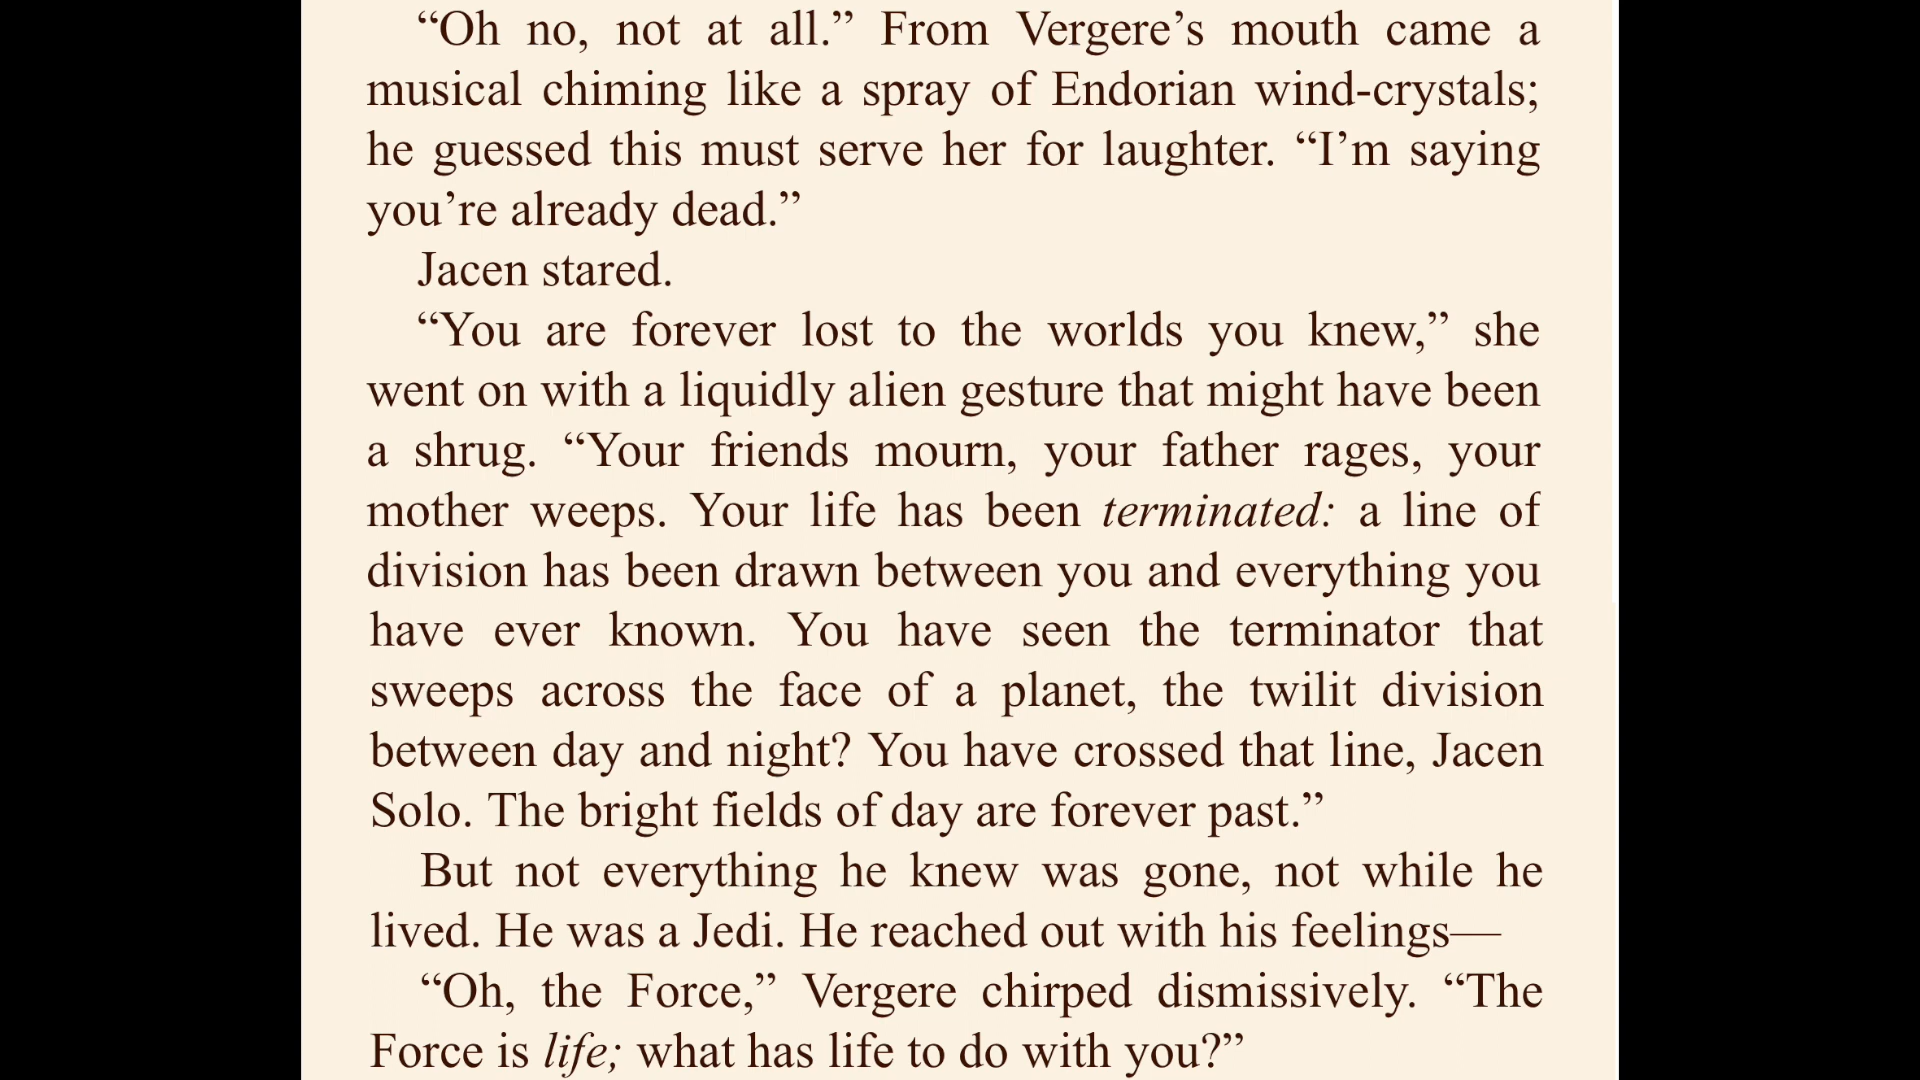 “Oh no, not at all.” From Vergere’s mouth came a
musical chiming like a spray of Endorian wind-crystals;
he guessed this must serve her for laughter. “I’m saying
you’re already dead.”
Jacen stared.
“You are forever lost to the worlds you knew,” she
went on with a liquidly alien gesture that might have been
a shrug. “Your friends mourn, your father rages, your
mother weeps. Your life has been terminated: a line of
division has been drawn between you and everything you
have ever known. You have seen the terminator that
sweeps across the face of a planet, the twilit division
between day and night? You have crossed that line, Jacen
Solo. The bright fields of day are forever past.”
But not everything he knew was gone, not while he
lived. He was a Jedi. He reached out with his feelings—
“Oh, the Force,” Vergere chirped dismissively. “The
Force is life; what has life to do with you?”